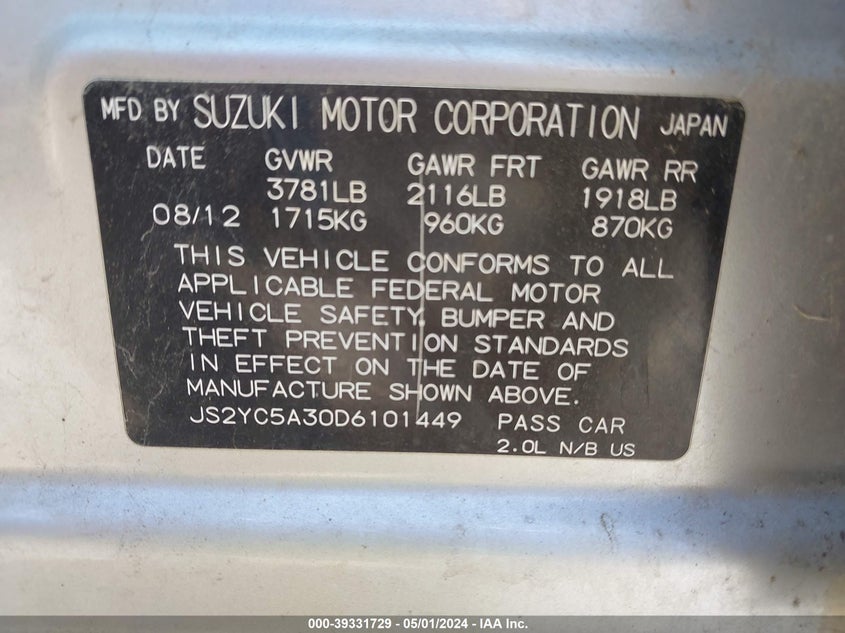 MFD BY SUZUKI MOTOR CORPORATION JAPAN
DATE GVWR GAWR FRT GAWR RR
3781LB 2116LB 1918LB
08/12 1715KG 960KG 870KG
THIS VEHICLE CONFORMS TO ALL
APPLICABLE FEDERAL MOTOR
VEHICLE SAFETY, BUMPER AND
THEFT PREVENTION STANDARDS
IN EFFECT ON THE DATE OF
MANUFACTURE SHOWN ABOVE.
JS2YC5A30D6101449 PASS CAR
2.0L N/B US
000-39331729 - 05/01/2024 - IAA Inc.